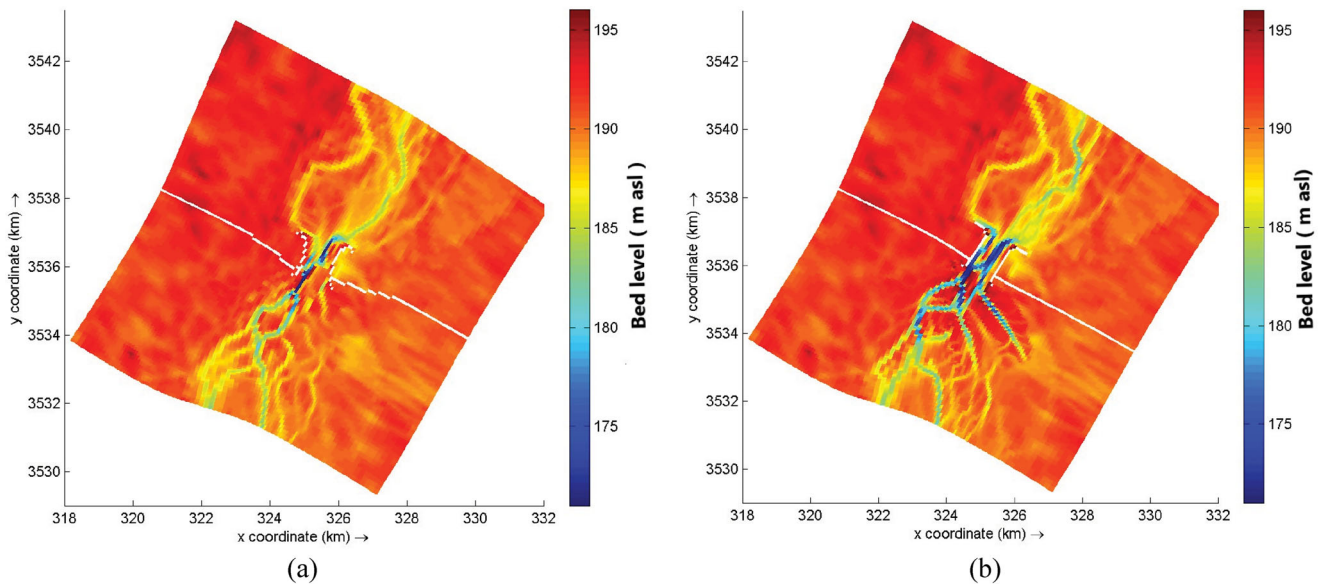 3542
3540
3538
3536
3534
3532
3530
318 320 322 324 326 328 330 332
x coordinate (km) →
y coordinate (km) →
195
190
185
180
175
Bed level ( m asl )
(a)
3542
3540
3538
3536
3534
3532
3530
318 320 322 324 326 328 330 332
x coordinate (km) →
y coordinate (km) →
195
190
185
180
175
Bed level ( m asl)
(b)